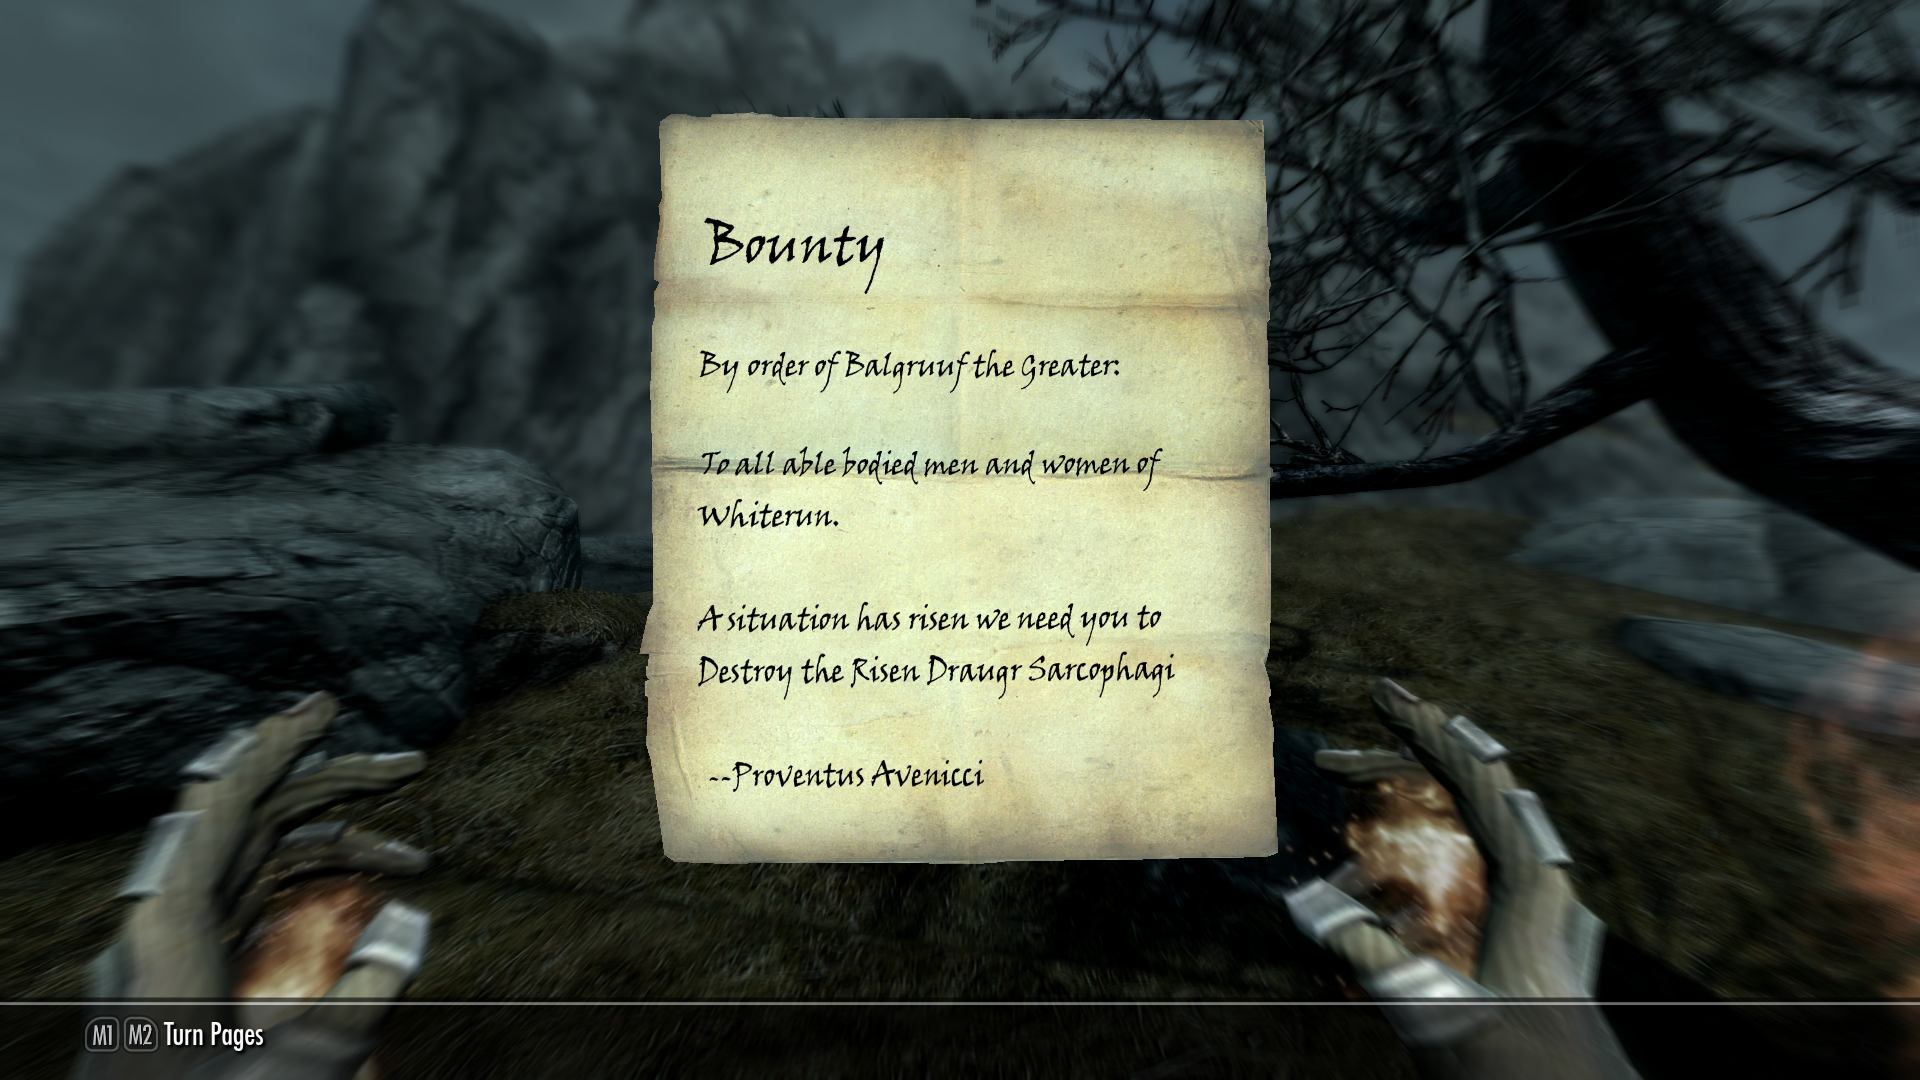 Bounty
By order of Balgruuf the Greater:
To all able bodied men and women of
Whiterun.
A situation has risen we need you to
Destroy the Risen Draugr Sarcophagi
--Proventus Avenicci
M1 M2 Turn Pages